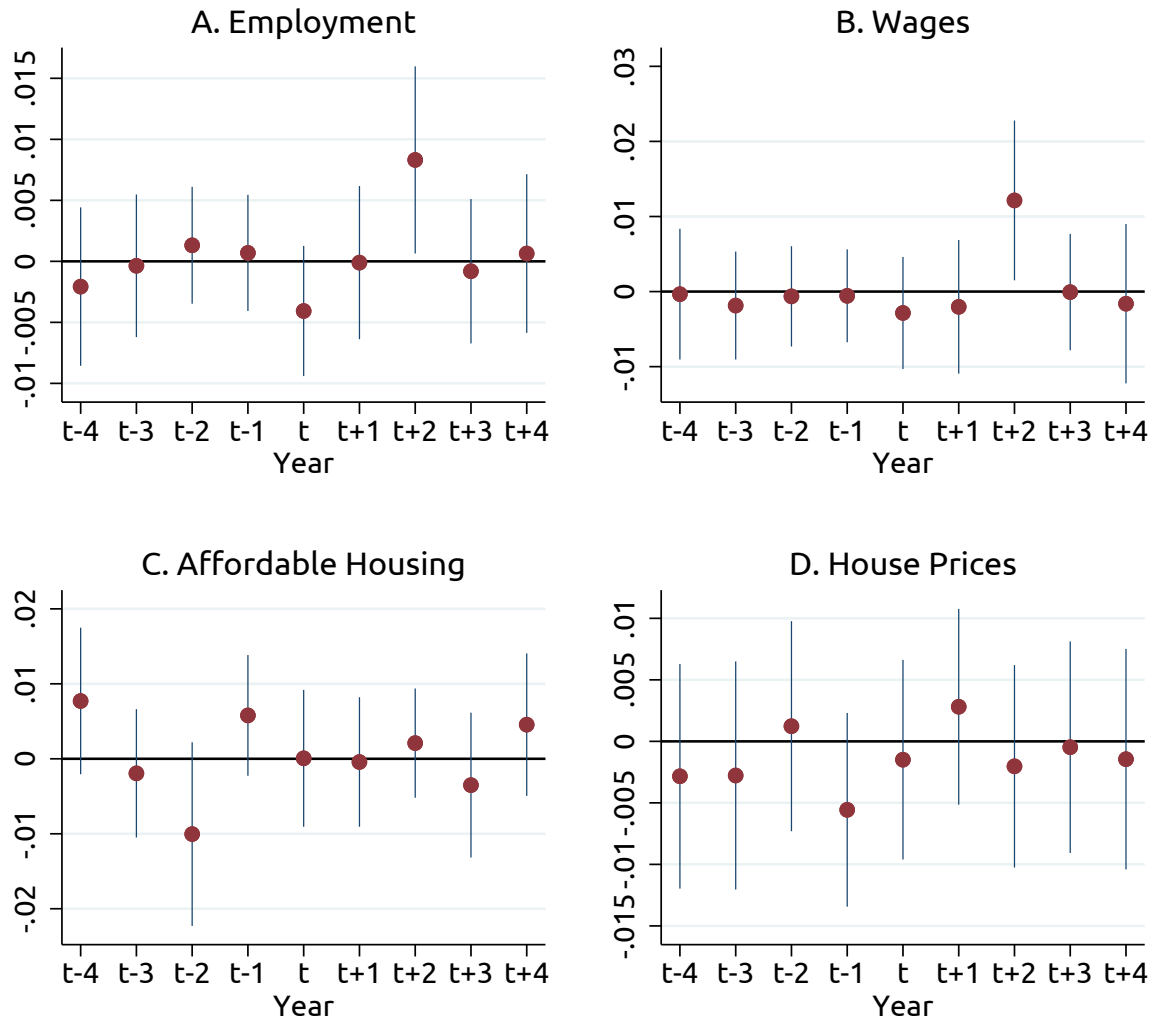 A. Employment
.015
.01
.005
0
-.005
-.01
t-4 t-3 t-2 t-1 t t+1 t+2 t+3 t+4
Year
B. Wages
.03
.02
.01
0
-.01
t-4 t-3 t-2 t-1 t t+1 t+2 t+3 t+4
Year
C. Affordable Housing
.02
.01
0
-.01
-.02
t-4 t-3 t-2 t-1 t t+1 t+2 t+3 t+4
Year
D. House Prices
.01
.005
0
-.005
-.01
-.015
t-4 t-3 t-2 t-1 t t+1 t+2 t+3 t+4
Year